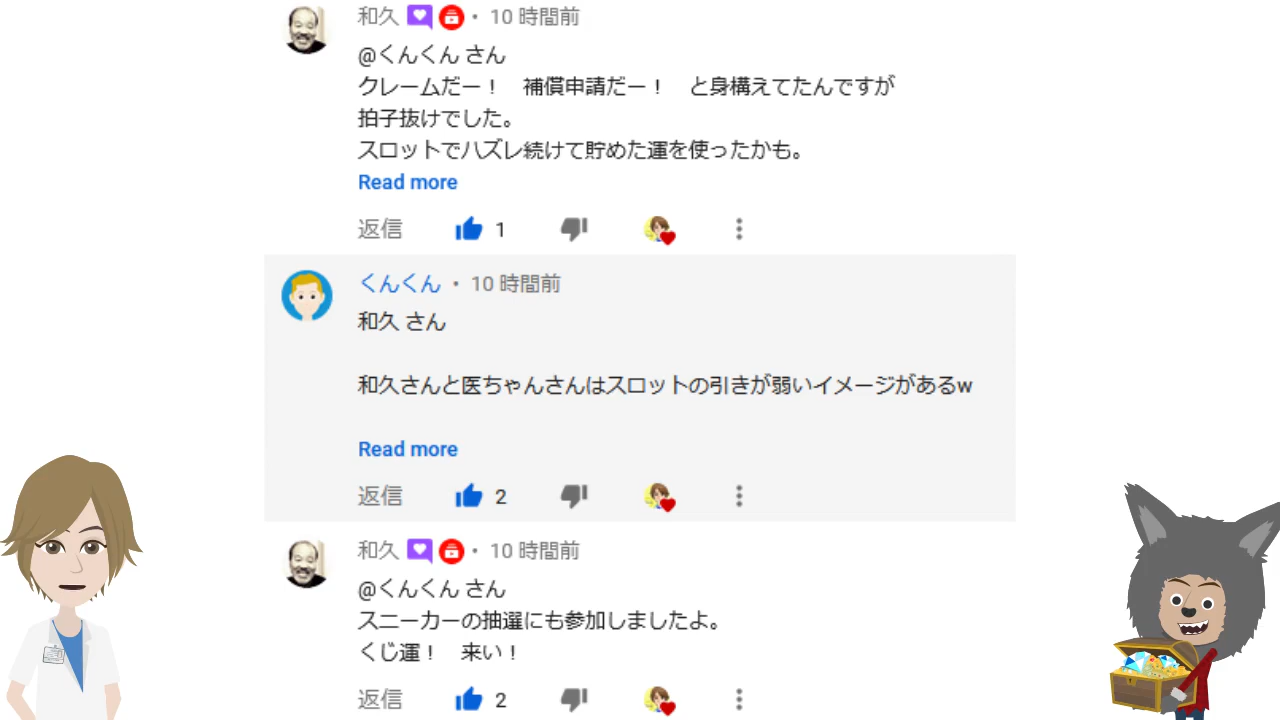 和久 ・ 10 時間前
@くんくん さん
クレームだー！　補償申請だー！　と身構えてたんですが
拍子抜けでした。
スロットでハズレ続けて貯めた運を使ったかも。
Read more
返信 1
くんくん ・ 10 時間前
和久 さん
和久さんと医ちゃんさんはスロットの引きが弱いイメージがあるw
Read more
返信 2
和久 ・ 10 時間前
@くんくん さん
スニーカーの抽選にも参加しましたよ。
くじ運！　来い！
返信 2